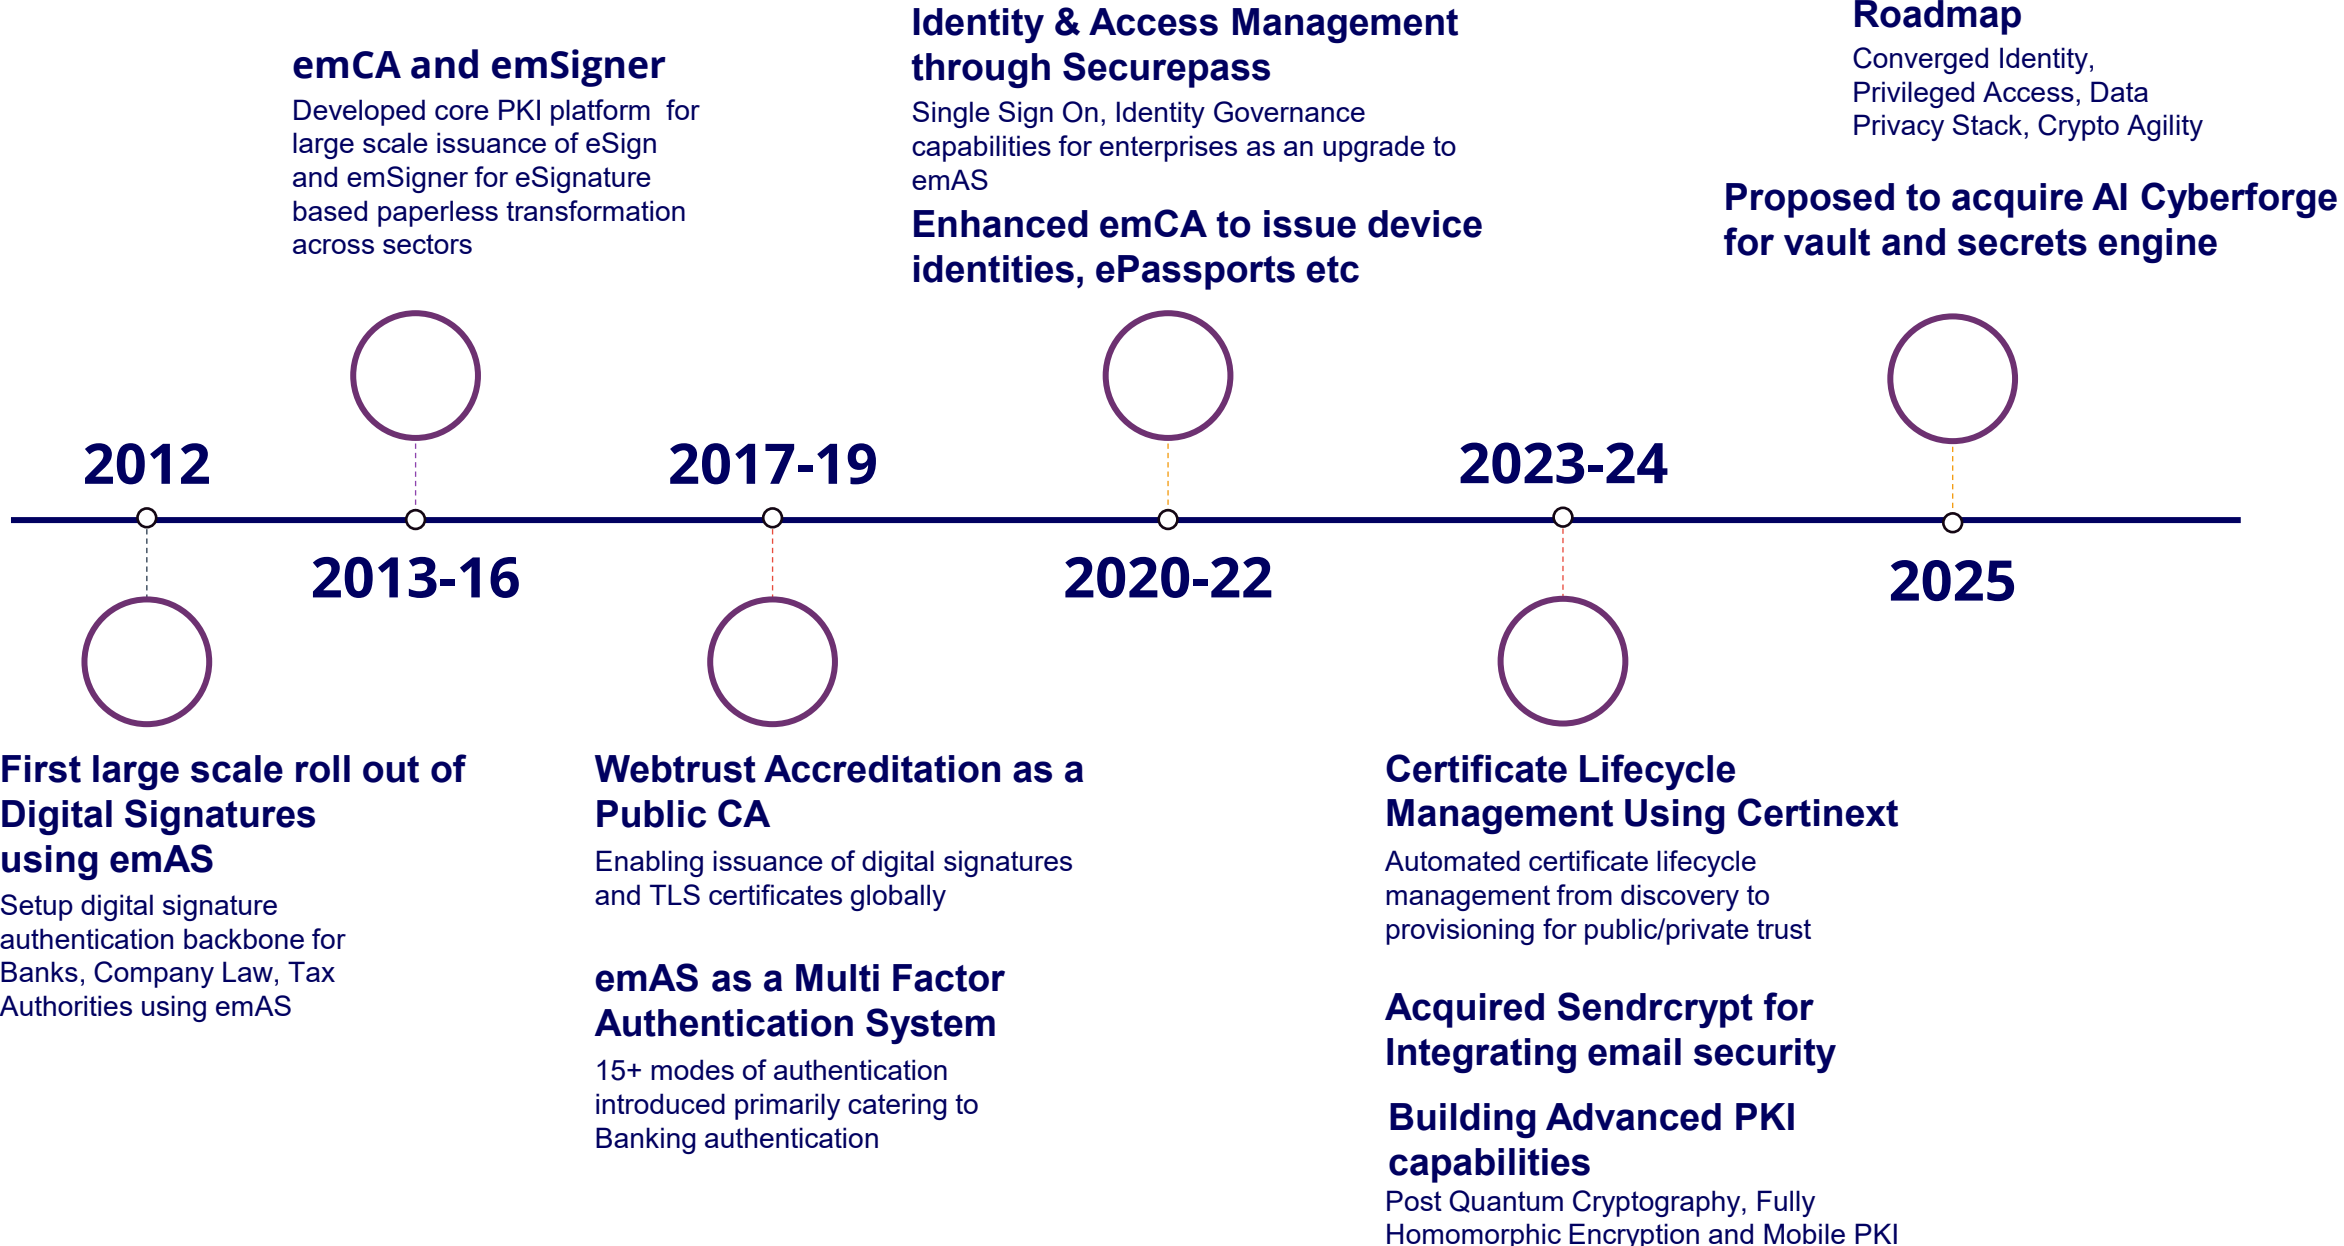 2012
First large scale roll out of
Digital Signatures
using emAS
Setup digital signature
authentication backbone for
Banks, Company Law, Tax
Authorities using emAS
emCA and emSigner
Developed core PKI platform for
large scale issuance of eSign
and emSigner for eSignature
based paperless transformation
across sectors
2013-16
2017-19
Webtrust Accreditation as a
Public CA
Enabling issuance of digital signatures
and TLS certificates globally
emAS as a Multi Factor
Authentication System
15+ modes of authentication
introduced primarily catering to
Banking authentication
Identity & Access Management
through Securepass
Single Sign On, Identity Governance
capabilities for enterprises as an upgrade to
emAS
Enhanced emCA to issue device
identities, ePassports etc
2020-22
2023-24
Certificate Lifecycle
Management Using Certinext
Automated certificate lifecycle
management from discovery to
provisioning for public/private trust
Acquired Sendrcrypt for
Integrating email security
Building Advanced PKI
capabilities
Post Quantum Cryptography, Fully
Homomorphic Encryption and Mobile PKI
Roadmap
Converged Identity,
Privileged Access, Data
Privacy Stack, Crypto Agility
Proposed to acquire AI Cyberforge
for vault and secrets engine
2025